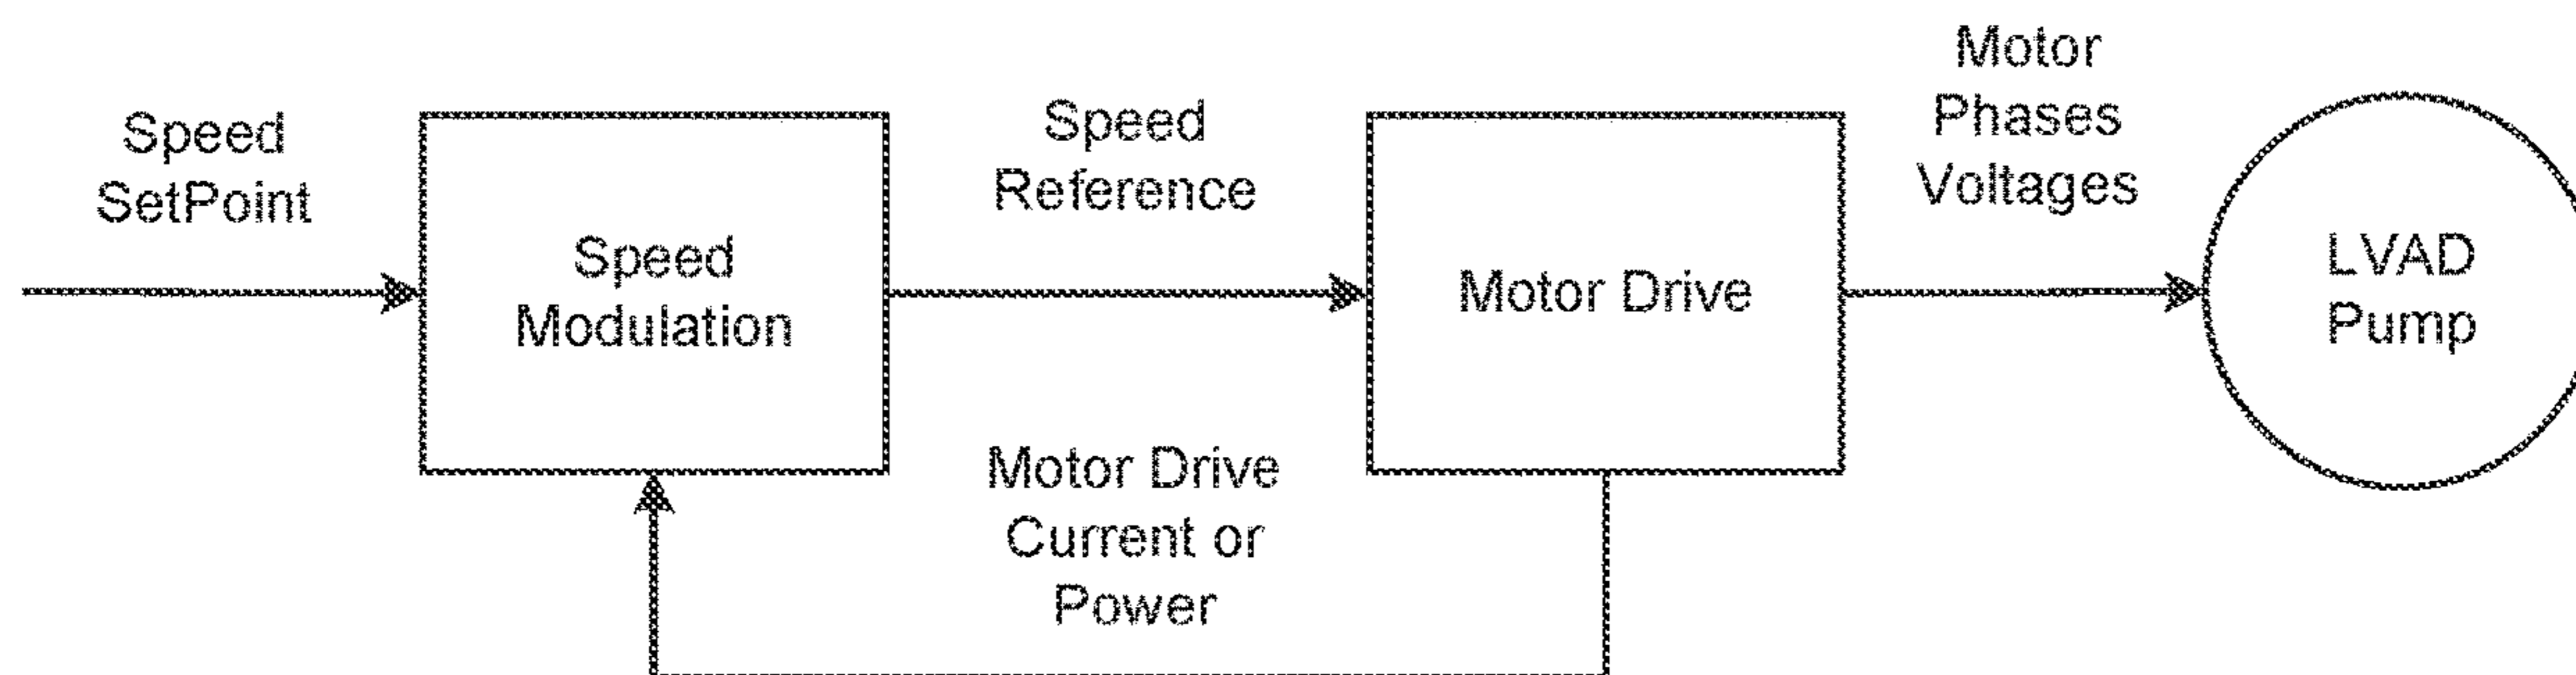 Speed
SetPoint
Speed
Modulation
Speed
Reference
Motor Drive
Current or
Power
Motor Drive
Motor
Phases
Voltages
LVAD
Pump